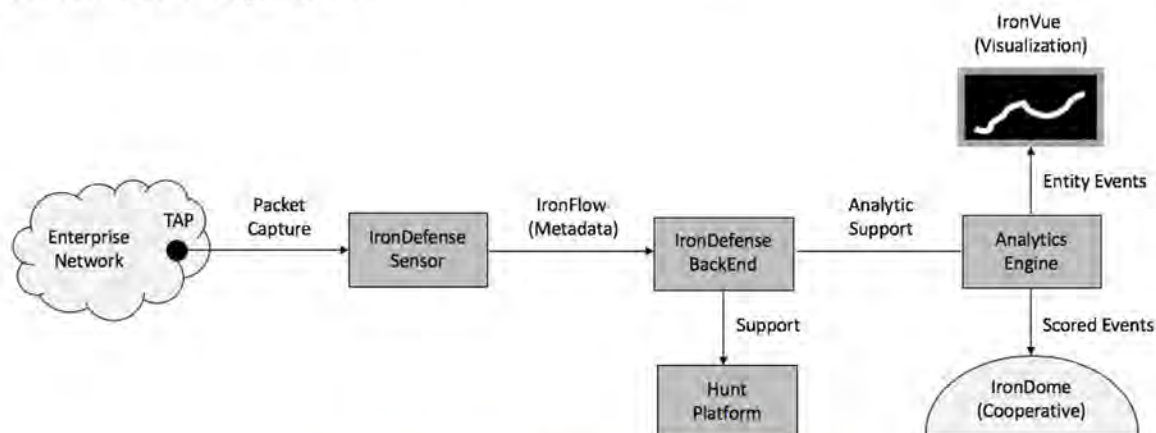 IronVue
(Visualization)
Entity Events
TAP
Enterprise
Network
Packet
Capture
IronDefense
Sensor
IronFlow
(Metadata)
IronDefense
BackEnd
Analytic
Support
Analytics
Engine
Support
Scored Events
Hunt
Platform
IronDome
(Cooperative)